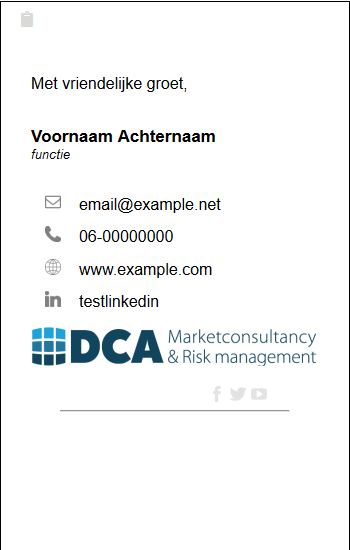 Met vriendelijke groet,
Voornaam Achternaam
functie
email@example.net
06-00000000
www.example.com
testlinkedin
DCA Marketconsultancy
& Risk management